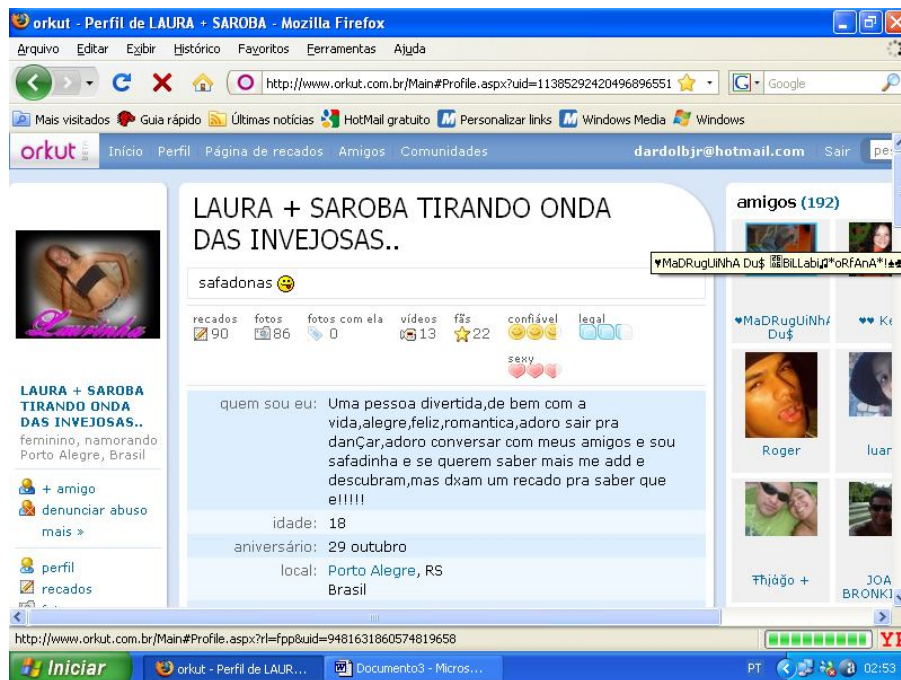 orkut - Perfil de LAURA + SAROBA - Mozilla Firefox
Arquivo Editar Exibir Histórico Favoritos Ferramentas Ajuda
http://www.orkut.com.br/Main#Profile.aspx?uid=11385292420496896551 G Google
Mais visitados Guia rápido Últimas notícias HotMail gratuito Personalizar links Windows Media Windows
orkut Início Perfil Página de recados Amigos Comunidades dardolbjr@hotmail.com Sair
LAURA + SAROBA TIRANDO ONDA
DAS INVEJOSAS..
safadonas
recados fotos fotos com ela vídeos fãs confiável legal
90 86 0 13 22
sexy
quem sou eu: Uma pessoa divertida,de bem com a
vida,alegre,feliz,romantica,adoro sair pra
danÇar,adoro conversar com meus amigos e sou
safadinha e se querem saber mais me add e
descubram,mas dxam um recado pra saber que
e!!!!!
idade: 18
aniversário: 29 outubro
local: Porto Alegre, RS
Brasil
Laurinha
LAURA + SAROBA
TIRANDO ONDA
DAS INVEJOSAS..
feminino, namorando
Porto Alegre, Brasil
+ amigo
denunciar abuso
mais »
perfil
recados
amigos (192)
♥MaDRugUiNhA Du$ BiLLabi♫*oRfAnA*!
♥MaDRugUiNhA
Du$
♥♥
Roger
Ŧhįáğo +
JOA
BRONKI
http://www.orkut.com.br/Main#Profile.aspx?rl=fpp&uid=9481631860574819658
Iniciar orkut - Perfil de LAUR... Documento3 - Micros... PT 02:53